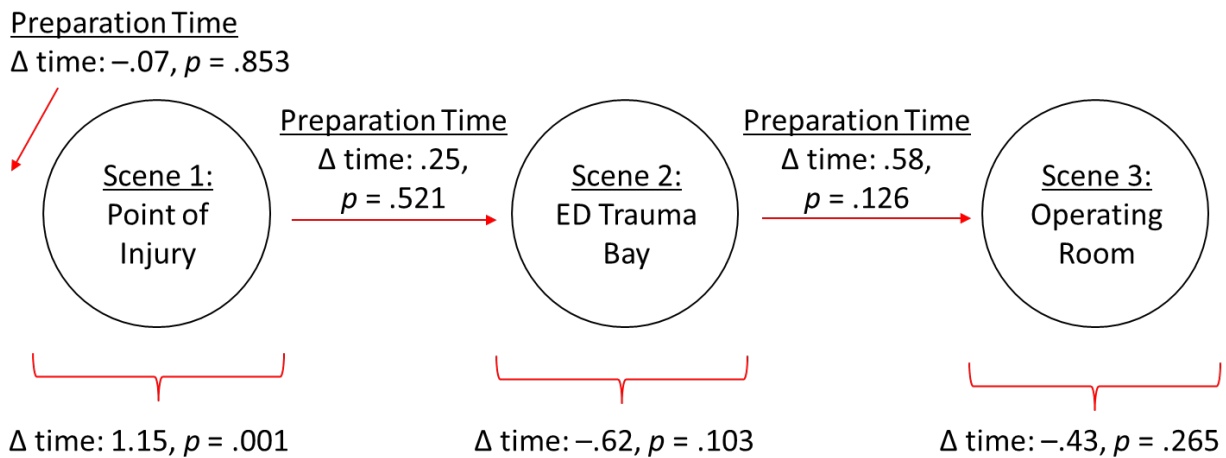 Preparation Time
Δ time: –.07, p = .853
Preparation Time
Δ time: .25,
p = .521
Preparation Time
Δ time: .58,
p = .126
Scene 1:
Point of
Injury
Scene 2:
ED Trauma
Bay
Scene 3:
Operating
Room
Δ time: 1.15, p = .001
Δ time: –.62, p = .103
Δ time: –.43, p = .265